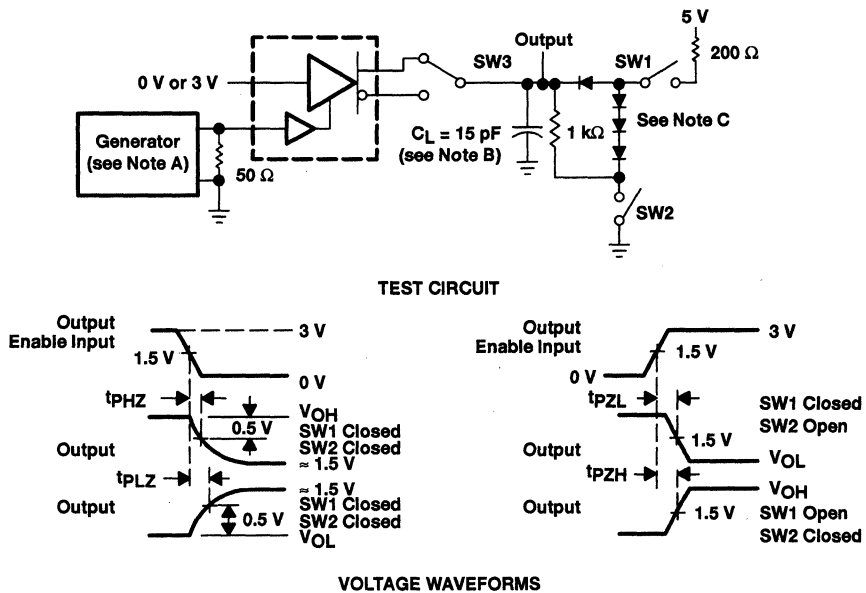 5 V
Output
SW1
200 Ω
SW3
0 V or 3 V
See Note C
Generator
(see Note A)
CL = 15 pF
(see Note B)
1 kΩ
50 Ω
SW2
TEST CIRCUIT
Output
Enable Input
3 V
1.5 V
0 V
tPHZ
VOH
0.5 V
SW1 Closed
SW2 Closed
Output
≈ 1.5 V
tPLZ
≈ 1.5 V
Output
SW1 Closed
0.5 V
SW2 Closed
VOL
Output
Enable Input
3 V
1.5 V
0 V
tPZL
SW1 Closed
SW2 Open
1.5 V
Output
VOL
tPZH
VOH
Output
1.5 V
SW1 Open
SW2 Closed
VOLTAGE WAVEFORMS